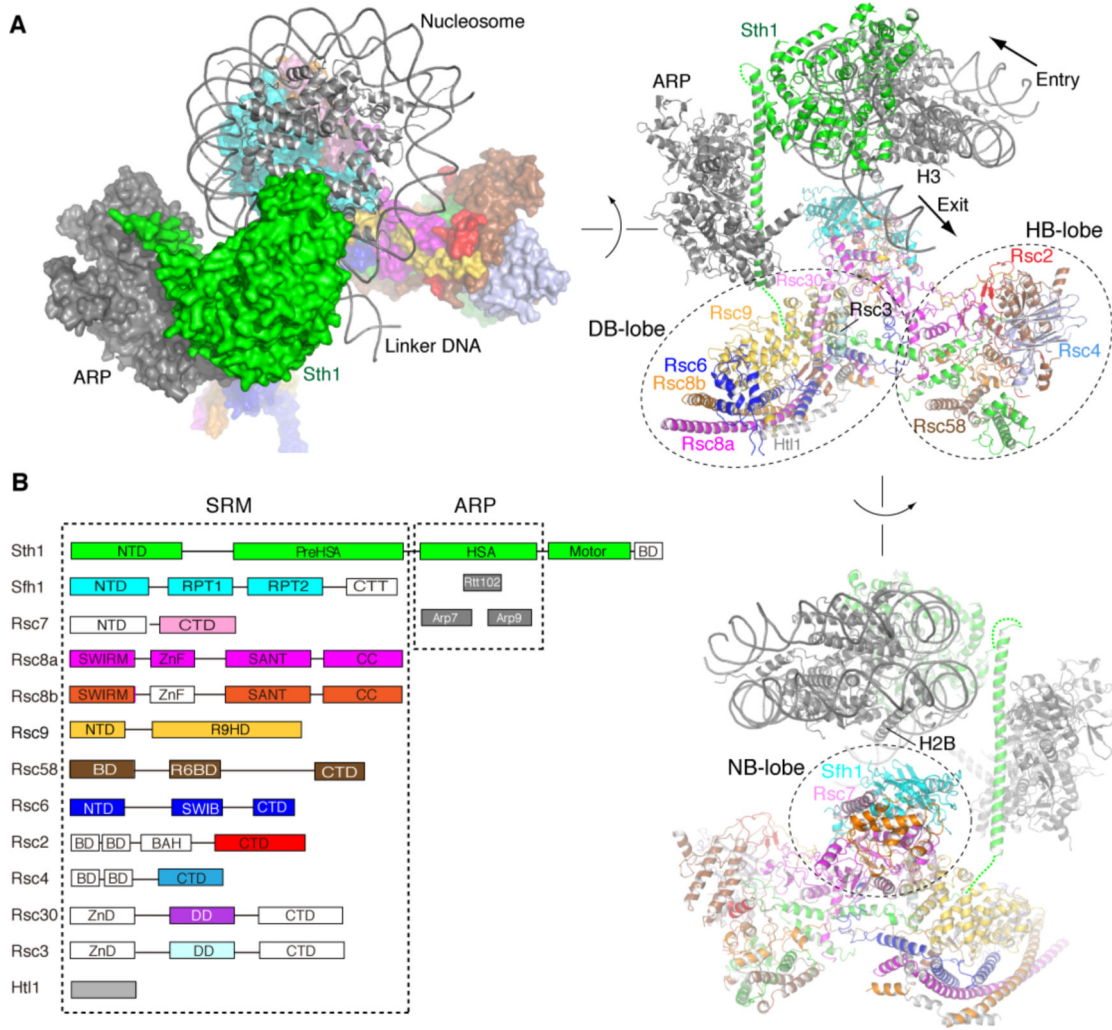 A
Nucleosome
ARP
Sth1
Linker DNA
Sth1
ARP
Entry
H3
Exit
HB-lobe
Rsc2
Rsc30
Rsc3
DB-lobe
Rsc9
Rsc4
Rsc6
Rsc8b
Rsc58
Rsc8a
Htl1
B
SRM
ARP
Sth1 NTD PreHSA HSA Motor BD
Sfh1 NTD RPT1 RPT2 CTT Rtt102
Rsc7 NTD CTD Arp7 Arp9
Rsc8a SWIRM ZnF SANT CC
Rsc8b SWIRM ZnF SANT CC
Rsc9 NTD R9HD
Rsc58 BD R6BD CTD
Rsc6 NTD SWIB CTD
Rsc2 BD BD BAH CTD
Rsc4 BD BD CTD
Rsc30 ZnD DD CTD
Rsc3 ZnD DD CTD
Htl1
H2B
NB-lobe
Sfh1
Rsc7